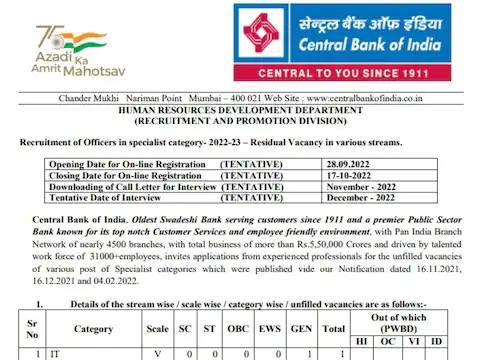 75
Azadi Ka
Amrit Mahotsav
सेन्ट्रल बैंक ऑफ़ इंडिया
Central Bank of India
CENTRAL TO YOU SINCE 1911
Chander Mukhi Nariman Point Mumbai – 400 021 Web Site : www.centralbankofindia.co.in
HUMAN RESOURCES DEVELOPMENT DEPARTMENT
(RECRUITMENT AND PROMOTION DIVISION)
Recruitment of Officers in specialist category- 2022-23 – Residual Vacancy in various streams.
Opening Date for On-line Registration (TENTATIVE) 28.09.2022
Closing Date for On-line Registration (TENTATIVE) 17-10-2022
Downloading of Call Letter for Interview (TENTATIVE) November - 2022
Tentative Date of Interview (TENTATIVE) December - 2022
Central Bank of India, Oldest Swadeshi Bank serving customers since 1911 and a premier Public Sector
Bank known for its top notch Customer Services and employee friendly environment, with Pan India Branch
Network of nearly 4500 branches, with total business of more than Rs.5,50,000 Crores and driven by talented
work force of 31000+employees, invites applications from experienced professionals for the unfilled vacancies
of various post of Specialist categories which were published vide our Notification dated 16.11.2021,
16.12.2021 and 04.02.2022.
1. Details of the stream wise / scale wise / category wise / unfilled vacancies are as follows:-
Sr No Category Scale SC ST OBC EWS GEN Total Out of which (PWBD)
HI OC VI ID
1 IT V 0 0 0 0 1 1